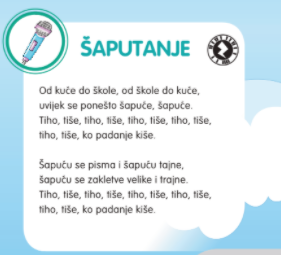 ŠAPUTANJE
Od kuće do škole, od škole do kuće,
uvijek se ponešto šapuće, šapuće.
Tiho, tiše, tiho, tiše, tiho, tiše, tiho, tiše,
tiho, tiše, ko padanje kiše.
Šapuću se pisma i šapuću tajne,
šapuću se zakletve velike i trajne.
Tiho, tiše, tiho, tiše, tiho, tiše, tiho, tiše,
tiho, tiše, ko padanje kiše.